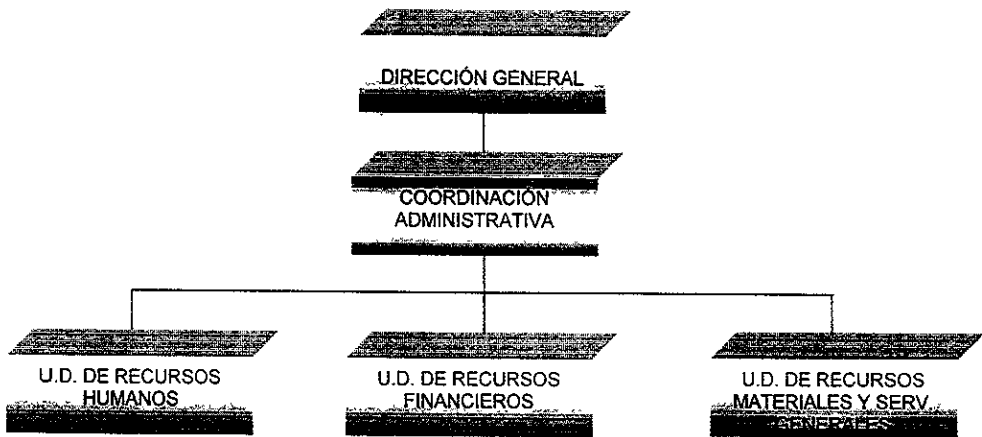 DIRECCIÓN GENERAL
COORDINACIÓN
ADMINISTRATIVA
U.D. DE RECURSOS
HUMANOS
U.D. DE RECURSOS
FINANCIEROS
U.D. DE RECURSOS
MATERIALES Y SERV
GENERALES